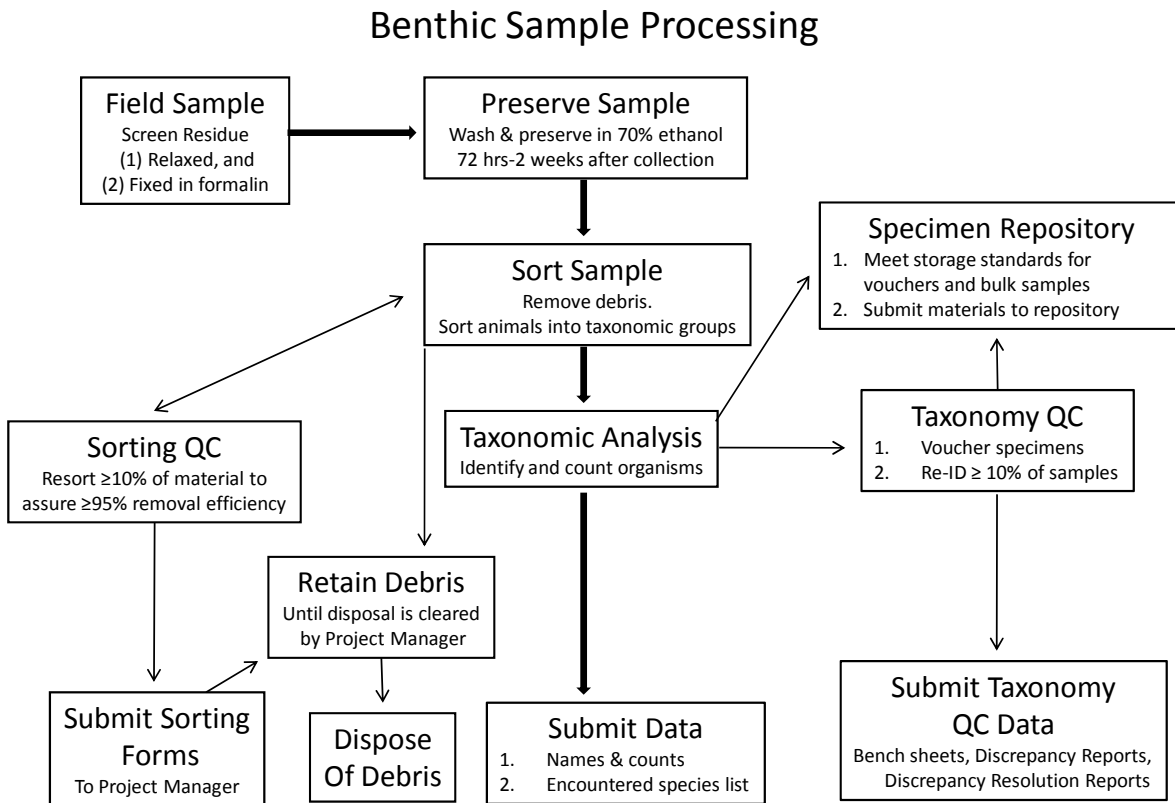 Benthic Sample Processing
Field Sample
Screen Residue
(1) Relaxed, and
(2) Fixed in formalin
Preserve Sample
Wash & preserve in 70% ethanol
72 hrs-2 weeks after collection
Sort Sample
Remove debris.
Sort animals into taxonomic groups
Specimen Repository
1. Meet storage standards for
vouchers and bulk samples
2. Submit materials to repository
Sorting QC
Resort ≥10% of material to
assure ≥95% removal efficiency
Taxonomic Analysis
Identify and count organisms
Taxonomy QC
1. Voucher specimens
2. Re-ID ≥ 10% of samples
Retain Debris
Until disposal is cleared
by Project Manager
Submit Sorting
Forms
To Project Manager
Dispose
Of Debris
Submit Data
1. Names & counts
2. Encountered species list
Submit Taxonomy
QC Data
Bench sheets, Discrepancy Reports,
Discrepancy Resolution Reports